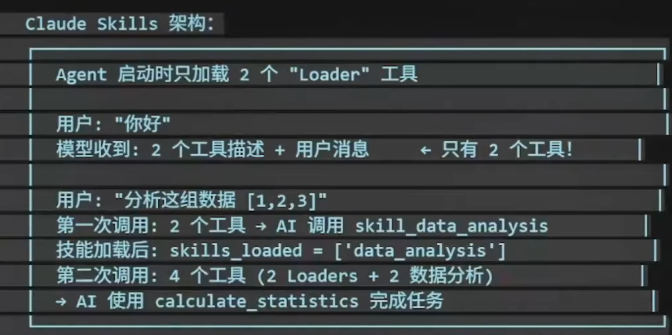 Claude Skills 架构：
Agent 启动时只加载 2 个 "Loader" 工具
用户: "你好"
模型收到: 2 个工具描述 + 用户消息 ← 只有 2 个工具!
用户: "分析这组数据 [1,2,3]"
第一次调用: 2 个工具 → AI 调用 skill_data_analysis
技能加载后: skills_loaded = ['data_analysis']
第二次调用: 4 个工具 (2 Loaders + 2 数据分析)
→ AI 使用 calculate_statistics 完成任务